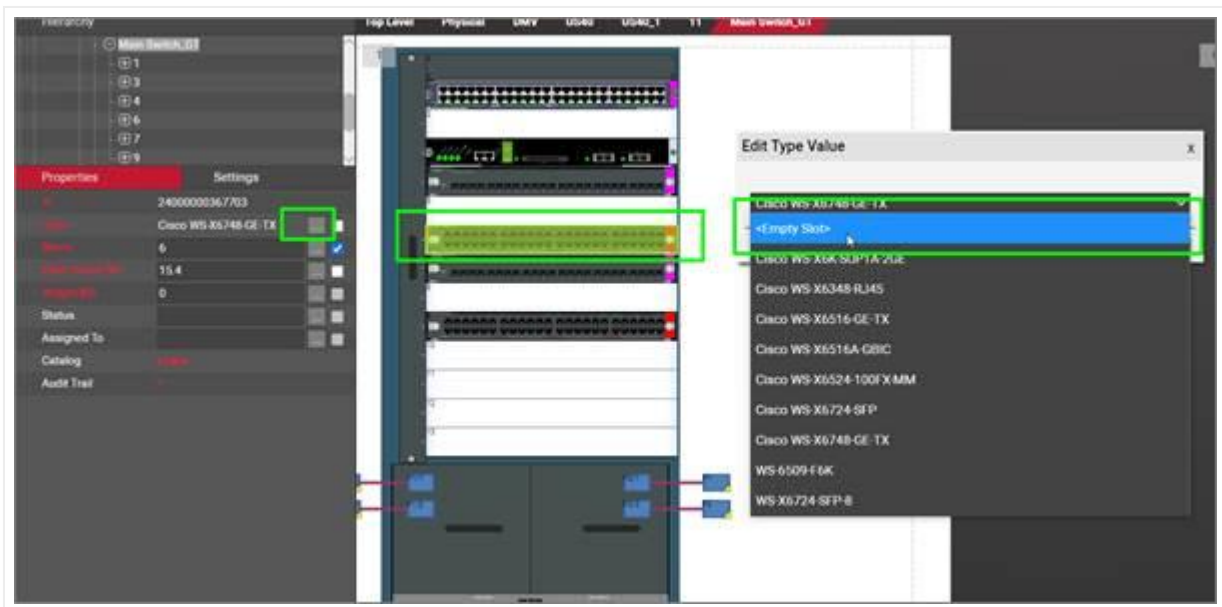 Hierarchy
Top Level Physical DMV US40 US40_1 11 Main Switch_GT
Main Switch_GT
1
3
4
6
7
9
Properties Settings
24000000367703
Cisco WS-X6748-GE-TX
6
15.4
0
Status
Assigned To
Catalog
Audit Trail
Edit Type Value x
Cisco WS-X6748-GE-TX
<Empty Slot>
Cisco WS-X6K-SUP1A-2GE
Cisco WS-X6348-RJ45
Cisco WS-X6516-GE-TX
Cisco WS-X6516A-GBIC
Cisco WS-X6524-100FX-MM
Cisco WS-X6724-SFP
Cisco WS-X6748-GE-TX
WS-6509-F6K
WS-X6724-SFP-8